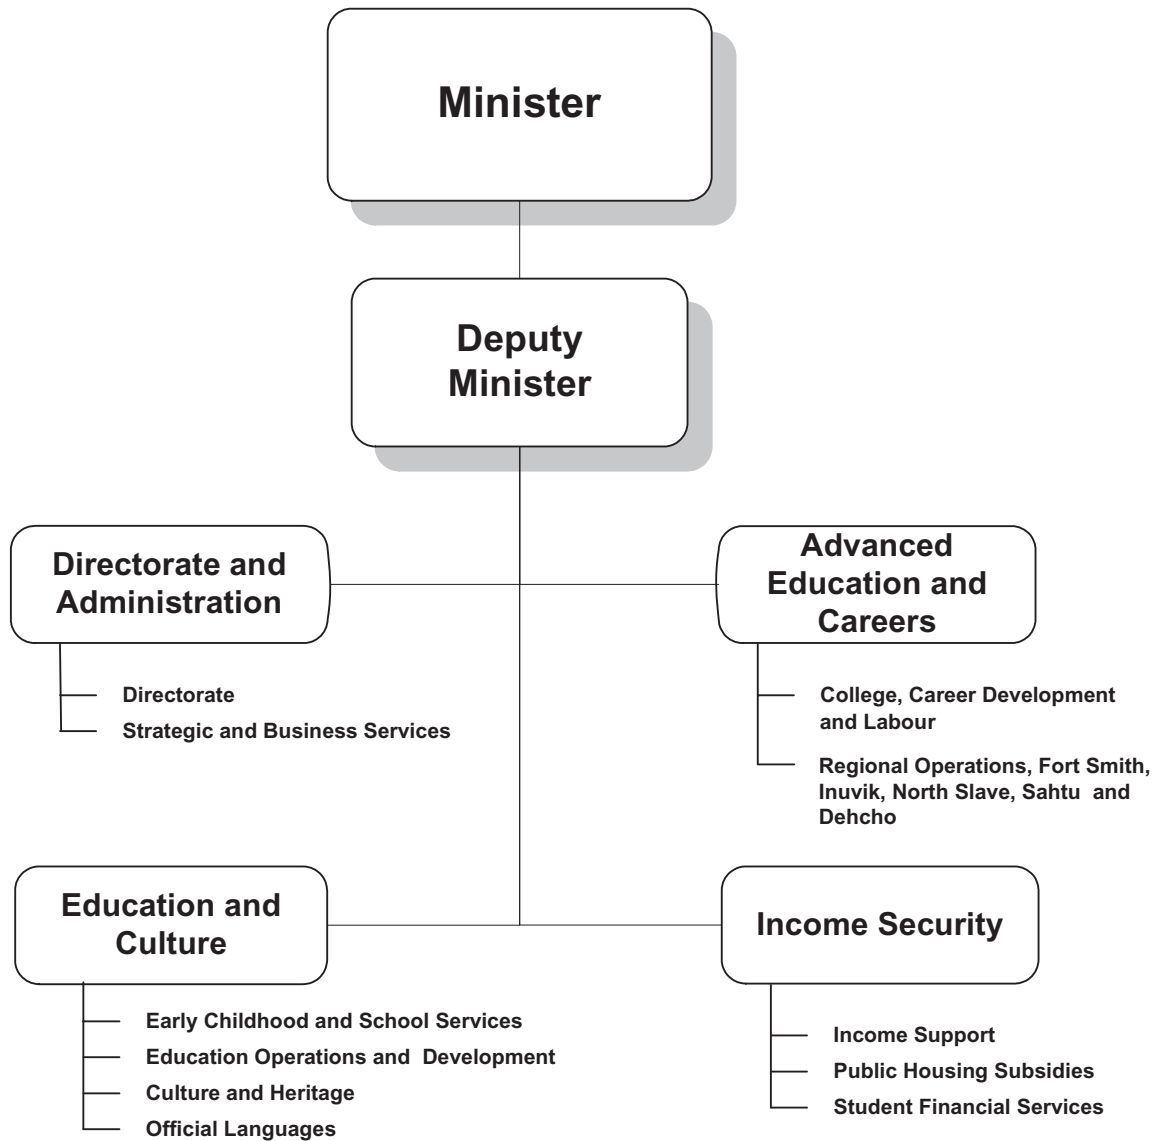 Minister
Deputy
Minister
Directorate and
Administration
Directorate
Strategic and Business Services
Advanced
Education and
Careers
College, Career Development
and Labour
Regional Operations, Fort Smith,
Inuvik, North Slave, Sahtu and
Dehcho
Education and
Culture
Early Childhood and School Services
Education Operations and Development
Culture and Heritage
Official Languages
Income Security
Income Support
Public Housing Subsidies
Student Financial Services